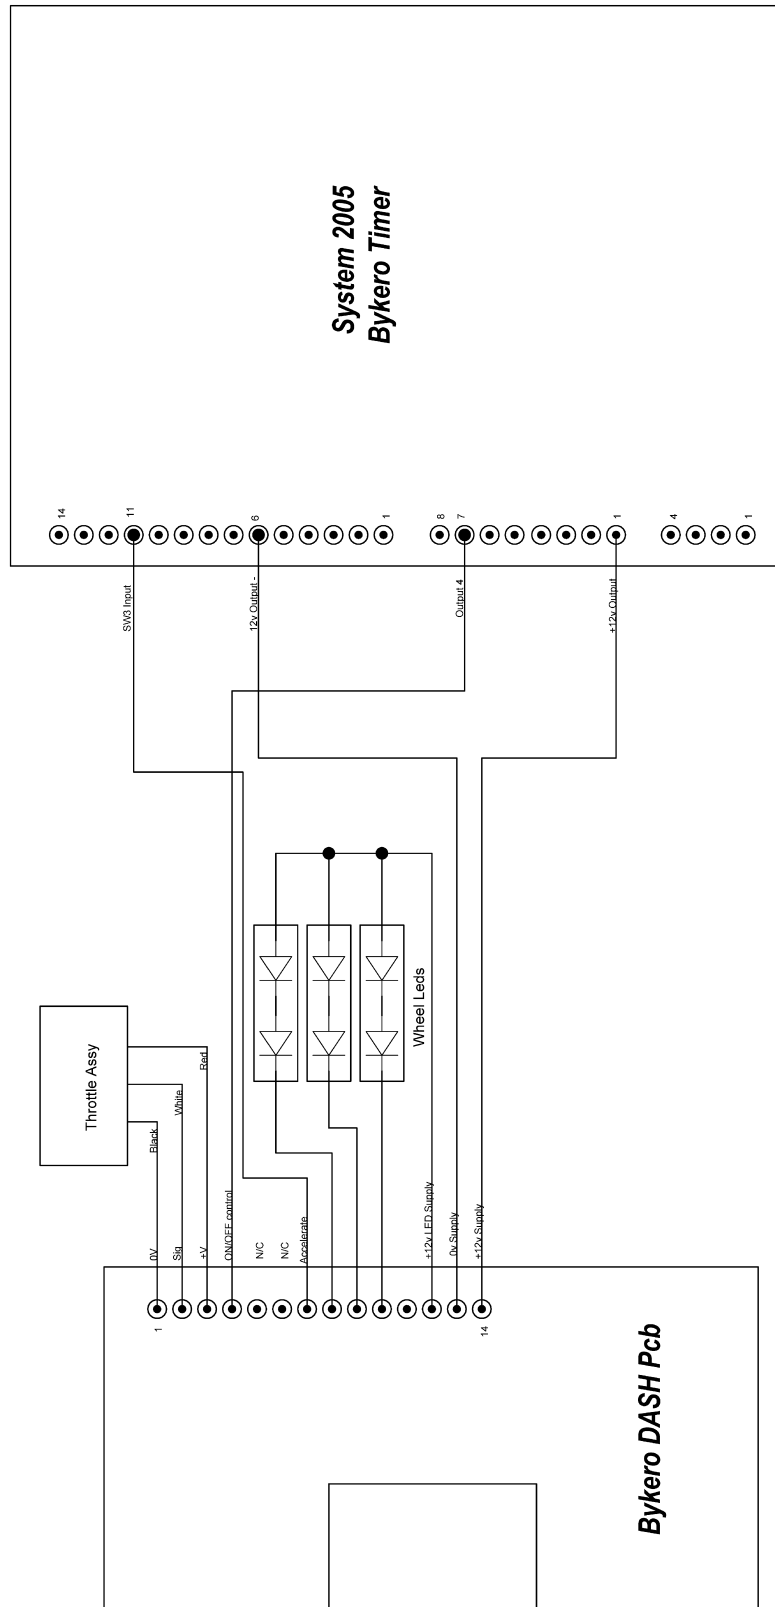 System 2005
Bykero Timer
14
11
6
1
8
7
1
4
1
SW3 Input
12v Output -
Output 4
+12v Output
Throttle Assy
Black
White
Red
Wheel Leds
0V
Sig
+V
ON/OFF control
N/C
N/C
Accelerate
+12v LED Supply
0v Supply
+12v Supply
1
14
Bykero DASH Pcb